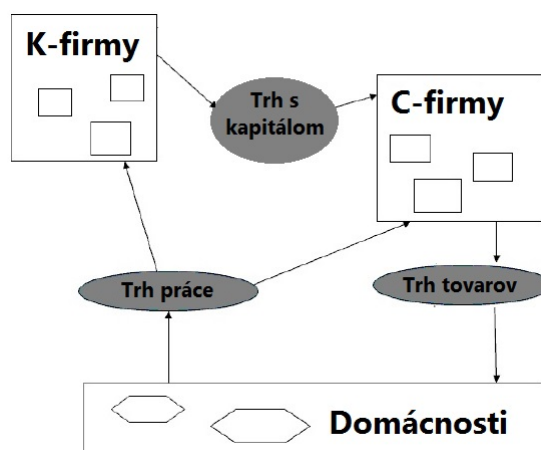 K-firmy
Trh s
kapitálom
C-firmy
Trh práce
Trh tovarov
Domácnosti